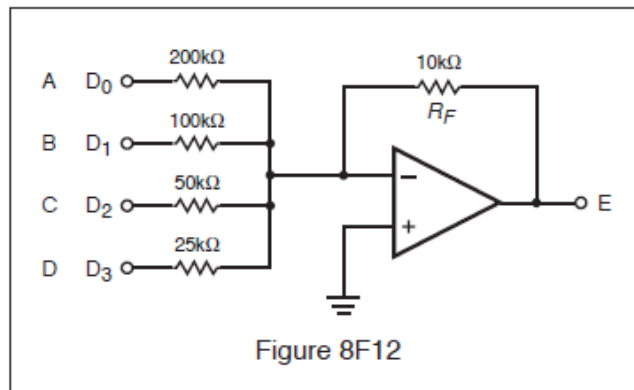 200kΩ
A D₀
10kΩ
R_F
100kΩ
B D₁
50kΩ
C D₂
25kΩ
D D₃
−
+
E
Figure 8F12